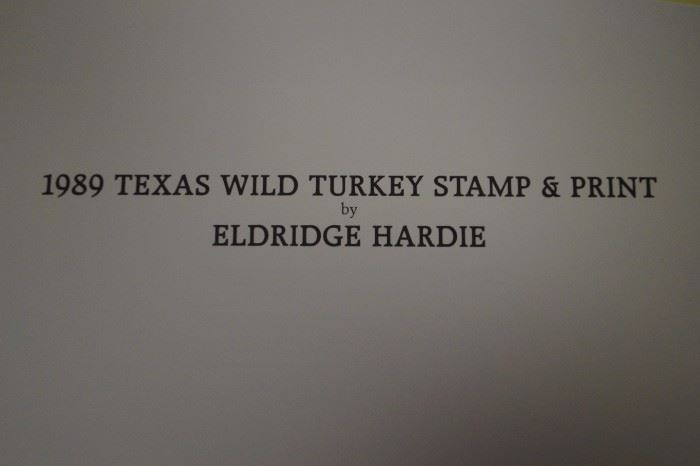 1989 TEXAS WILD TURKEY STAMP & PRINT
by
ELDRIDGE HARDIE